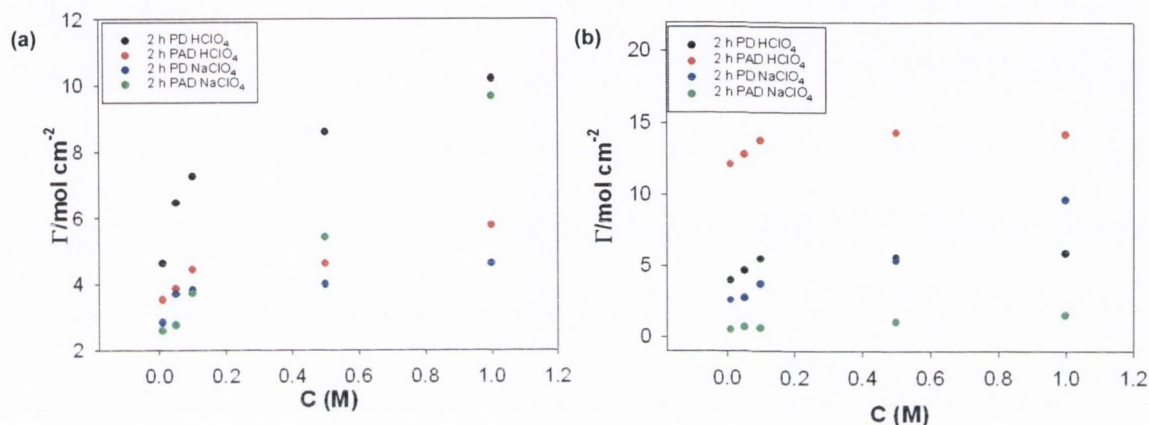 (a)
12
10
8
6
4
2
Γ/mol cm⁻²
2 h PD HClO₄
2 h PAD HClO₄
2 h PD NaClO₄
2 h PAD NaClO₄
0.0 0.2 0.4 0.6 0.8 1.0 1.2
C (M)
(b)
20
15
10
5
0
Γ/mol cm⁻²
2 h PD HClO₄
2 h PAD HClO₄
2 h PD NaClO₄
2 h PAD NaClO₄
0.0 0.2 0.4 0.6 0.8 1.0 1.2
C (M)